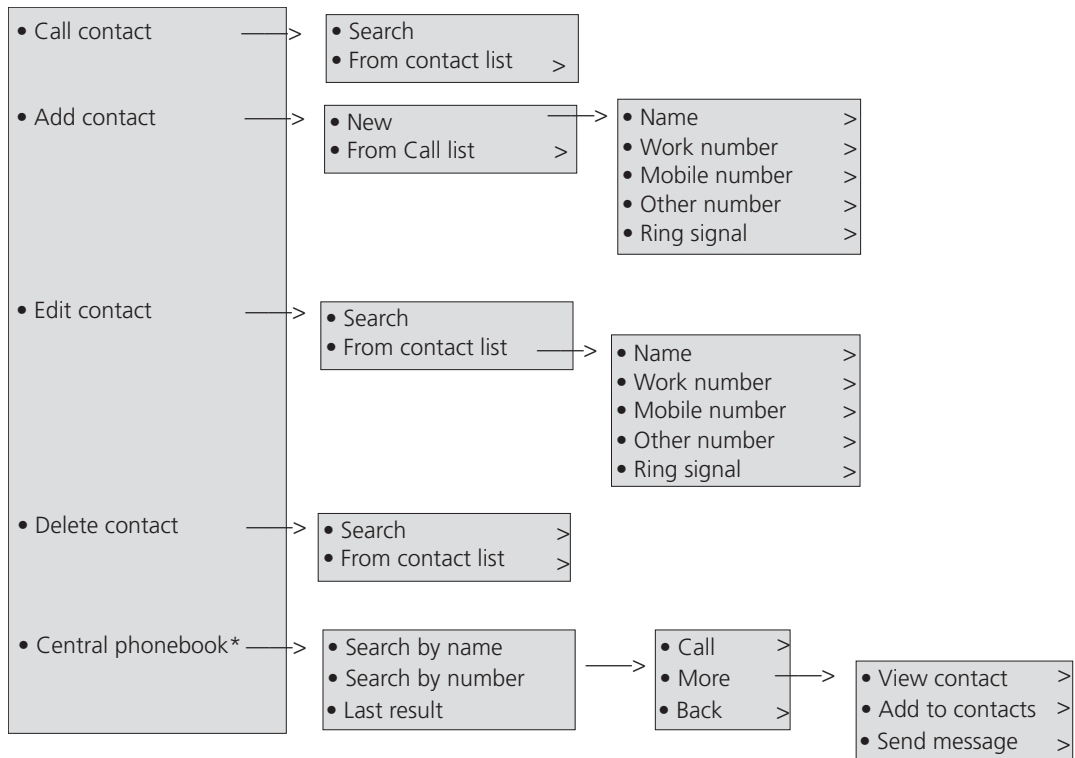 • Call contact ——>
• Search
• From contact list >
• Add contact ——>
• New ——>
• From Call list >
• Name >
• Work number >
• Mobile number >
• Other number >
• Ring signal >
• Edit contact ——>
• Search
• From contact list ——>
• Name >
• Work number >
• Mobile number >
• Other number >
• Ring signal >
• Delete contact ——>
• Search >
• From contact list >
• Central phonebook* ——>
• Search by name
• Search by number
• Last result
——>
• Call >
• More ——>
• Back >
• View contact >
• Add to contacts >
• Send message >